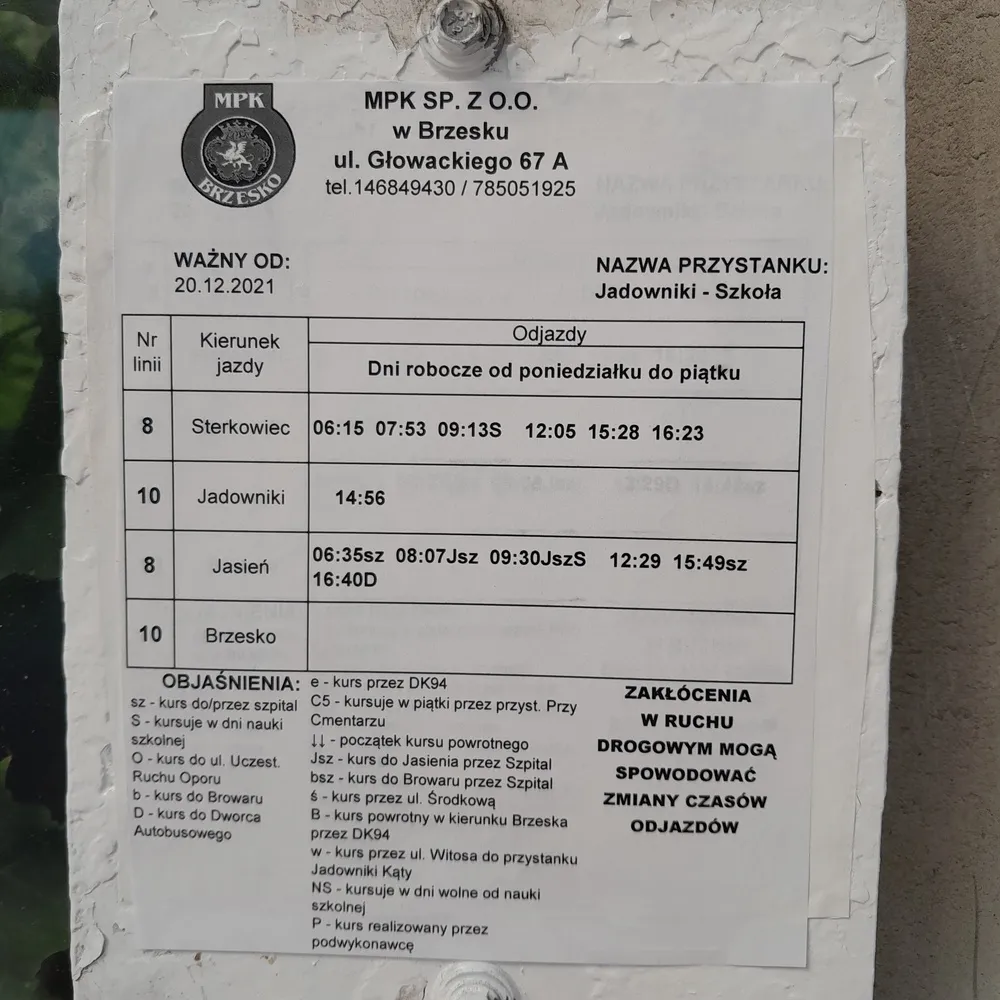 MPK
BRZESKO
MPK SP. Z O.O.
w Brzesku
ul. Głowackiego 67 A
tel.146849430 / 785051925
WAŻNY OD:
20.12.2021
NAZWA PRZYSTANKU:
Jadowniki - Szkoła
Nr linii
Kierunek jazdy
Odjazdy
Dni robocze od poniedziałku do piątku
8 Sterkowiec 06:15 07:53 09:13S 12:05 15:28 16:23
10 Jadowniki 14:56
8 Jasień 06:35sz 08:07Jsz 09:30JszS 12:29 15:49sz
16:40D
10 Brzesko
OBJAŚNIENIA:
sz - kurs do/przez szpital
S - kursuje w dni nauki
szkolnej
O - kurs do ul. Uczest.
Ruchu Oporu
b - kurs do Browaru
D - kurs do Dworca
Autobusowego
e - kurs przez DK94
C5 - kursuje w piątki przez przyst. Przy
Cmentarzu
↓↓ - początek kursu powrotnego
Jsz - kurs do Jasienia przez Szpital
bsz - kurs do Browaru przez Szpital
ś - kurs przez ul. Środkową
B - kurs powrotny w kierunku Brzeska
przez DK94
w - kurs przez ul. Witosa do przystanku
Jadowniki Kąty
NS - kursuje w dni wolne od nauki
szkolnej
P - kurs realizowany przez
podwykonawcę
ZAKŁÓCENIA
W RUCHU
DROGOWYM MOGĄ
SPOWODOWAĆ
ZMIANY CZASÓW
ODJAZDÓW